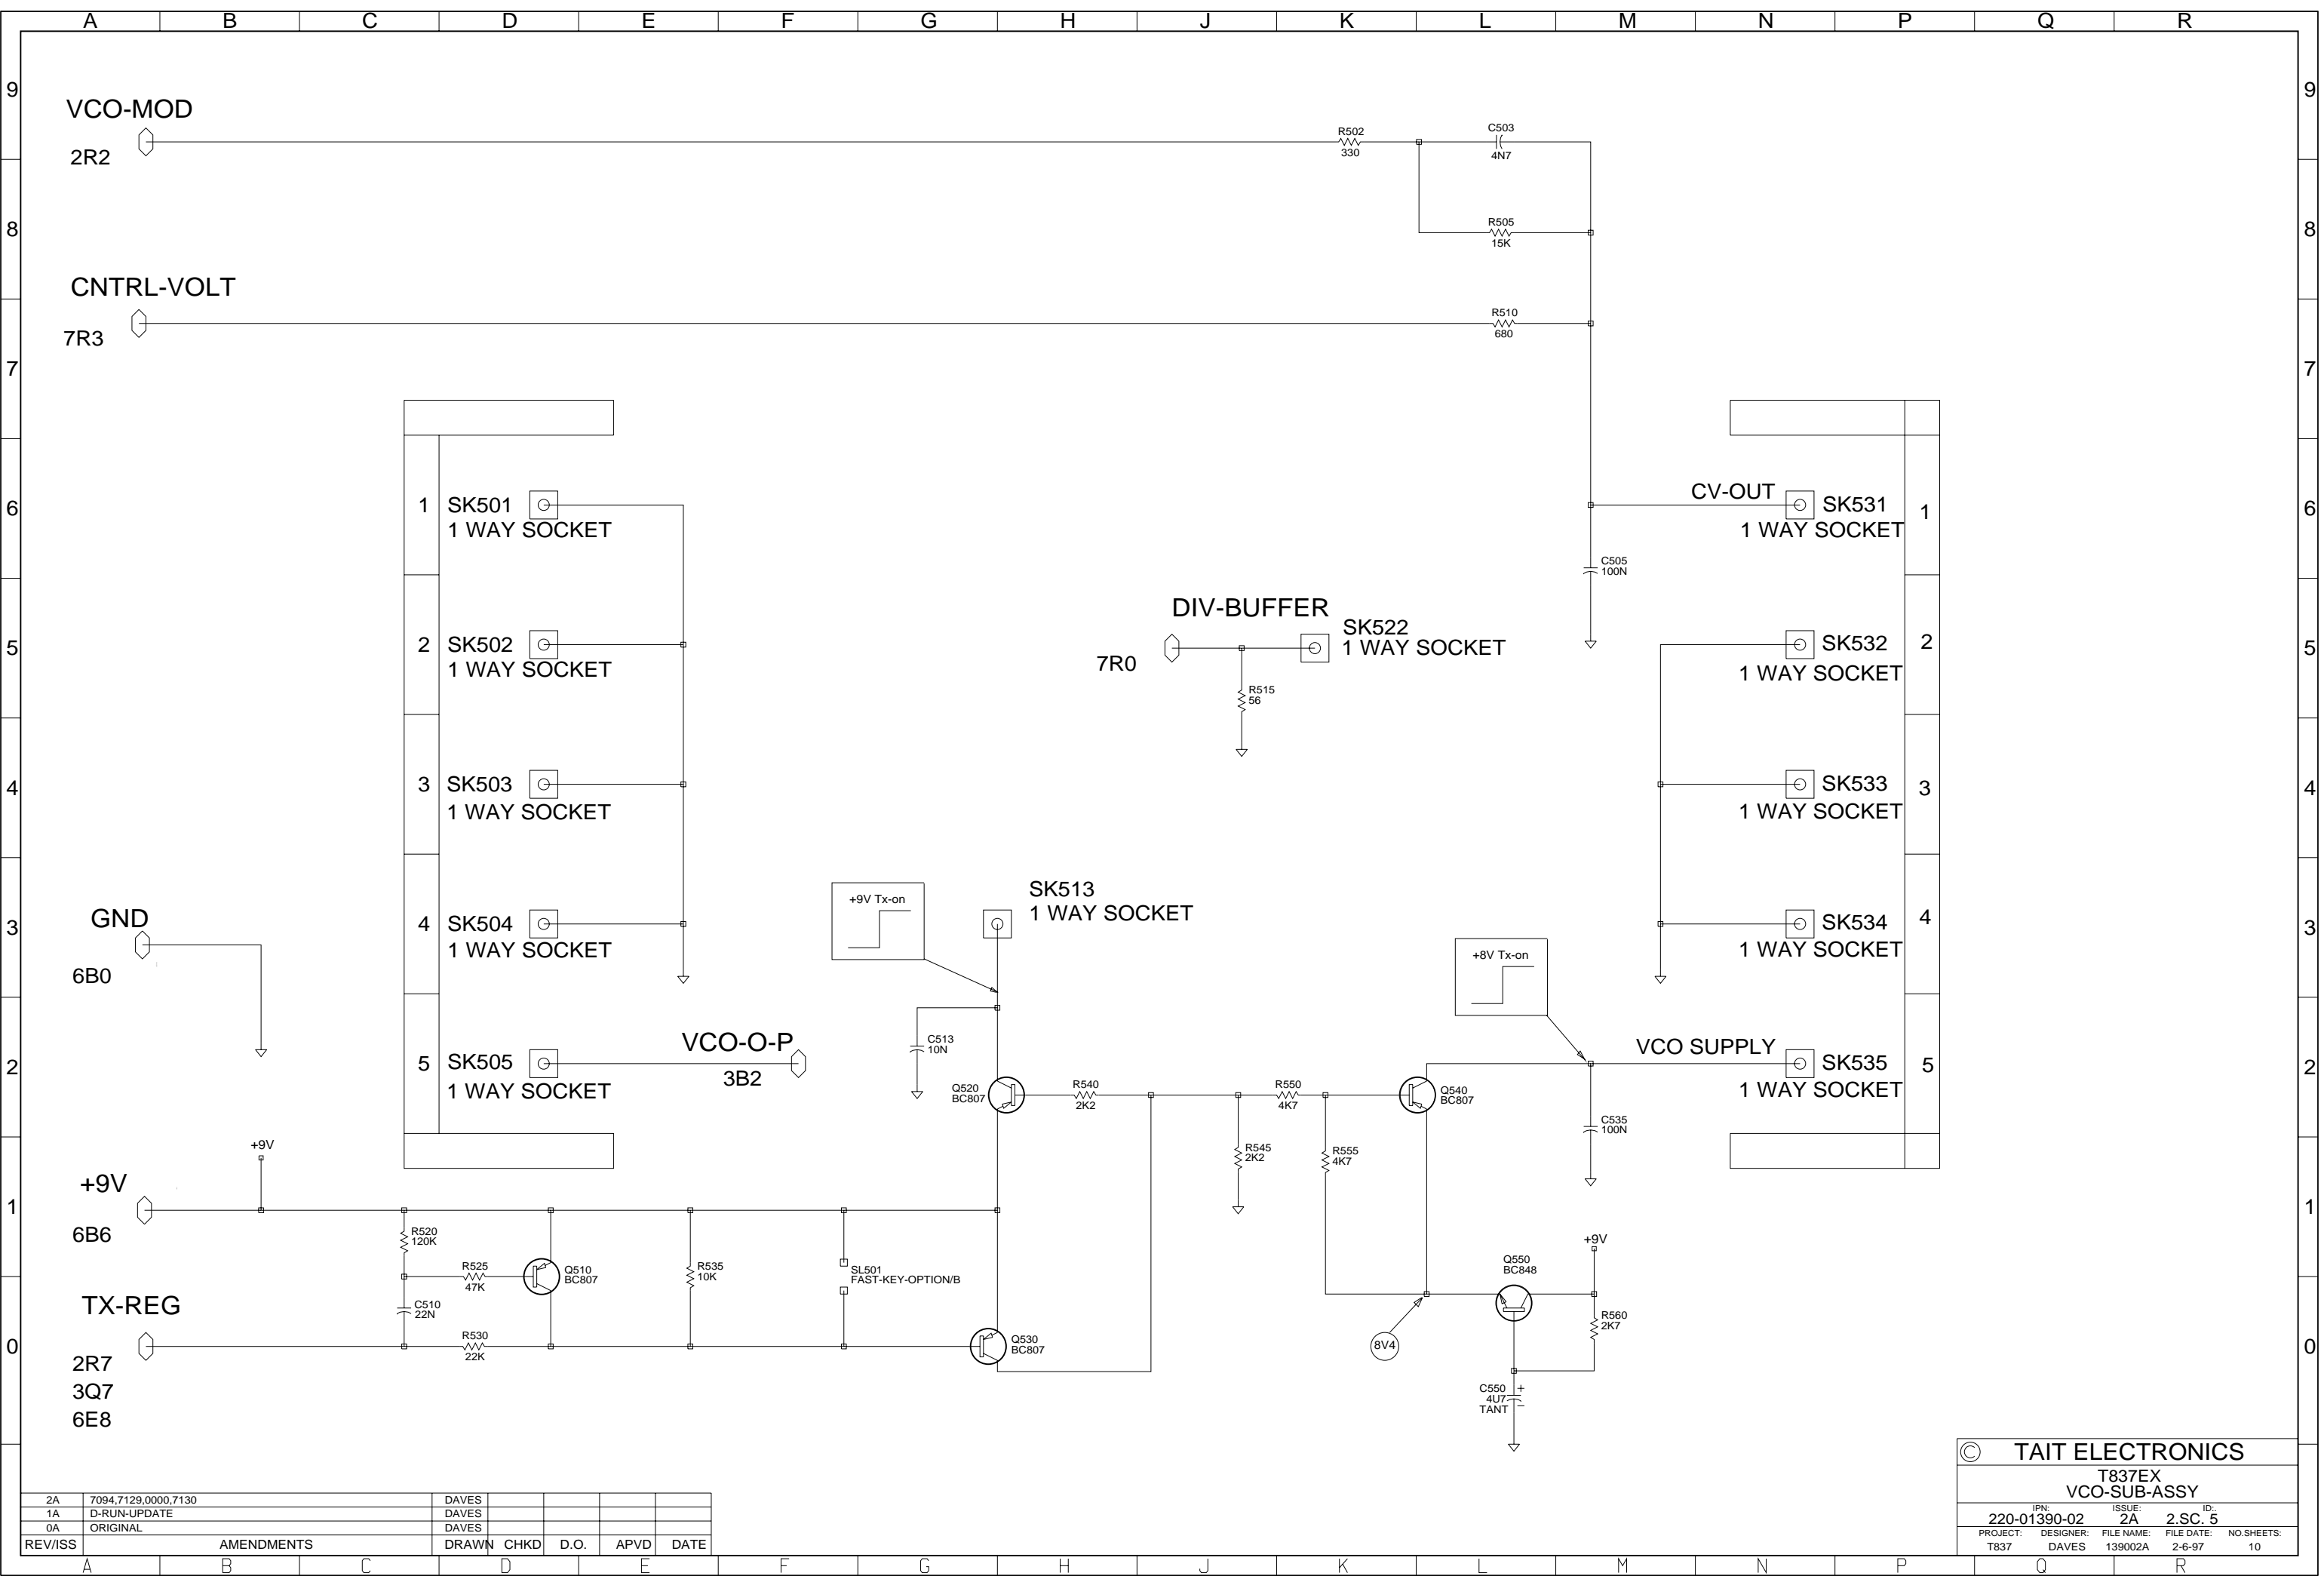 A B C D E F G H J K L M N P Q R
9 9
VCO-MOD
2R2
R502
330
C503
4N7
8 8
R505
15K
CNTRL-VOLT
7R3
R510
680
7 7
6 6
1 SK501
1 WAY SOCKET
CV-OUT SK531 1
1 WAY SOCKET
C505
100N
DIV-BUFFER
7R0
SK522
1 WAY SOCKET
R515
56
5 5
2 SK502
1 WAY SOCKET
SK532 2
1 WAY SOCKET
4 4
3 SK503
1 WAY SOCKET
SK533 3
1 WAY SOCKET
3 3
GND
6B0
4 SK504
1 WAY SOCKET
+9V Tx-on
SK513
1 WAY SOCKET
+8V Tx-on
SK534 4
1 WAY SOCKET
2 2
5 SK505
1 WAY SOCKET
VCO-O-P
3B2
C513
10N
Q520
BC807
R540
2K2
R550
4K7
Q540
BC807
VCO SUPPLY SK535 5
1 WAY SOCKET
C535
100N
R545
2K2
R555
4K7
1 1
+9V
+9V
6B6
R520
120K
R525
47K
Q510
BC807
R535
10K
SL501
FAST-KEY-OPTION/B
Q550
BC848
+9V
C510
22N
R560
2K7
0 0
TX-REG
2R7
3Q7
6E8
R530
22K
Q530
BC807
8V4
C550 +
4U7
TANT –
2A 7094,7129,0000,7130 DAVES
1A D-RUN-UPDATE DAVES
0A ORIGINAL DAVES
REV/ISS AMENDMENTS DRAWN CHKD D.O. APVD DATE
© TAIT ELECTRONICS
T837EX
VCO-SUB-ASSY
IPN: ISSUE: ID:.
220-01390-02 2A 2.SC. 5
PROJECT: DESIGNER: FILE NAME: FILE DATE: NO.SHEETS:
T837 DAVES 139002A 2-6-97 10
A B C D E F G H J K L M N P Q R